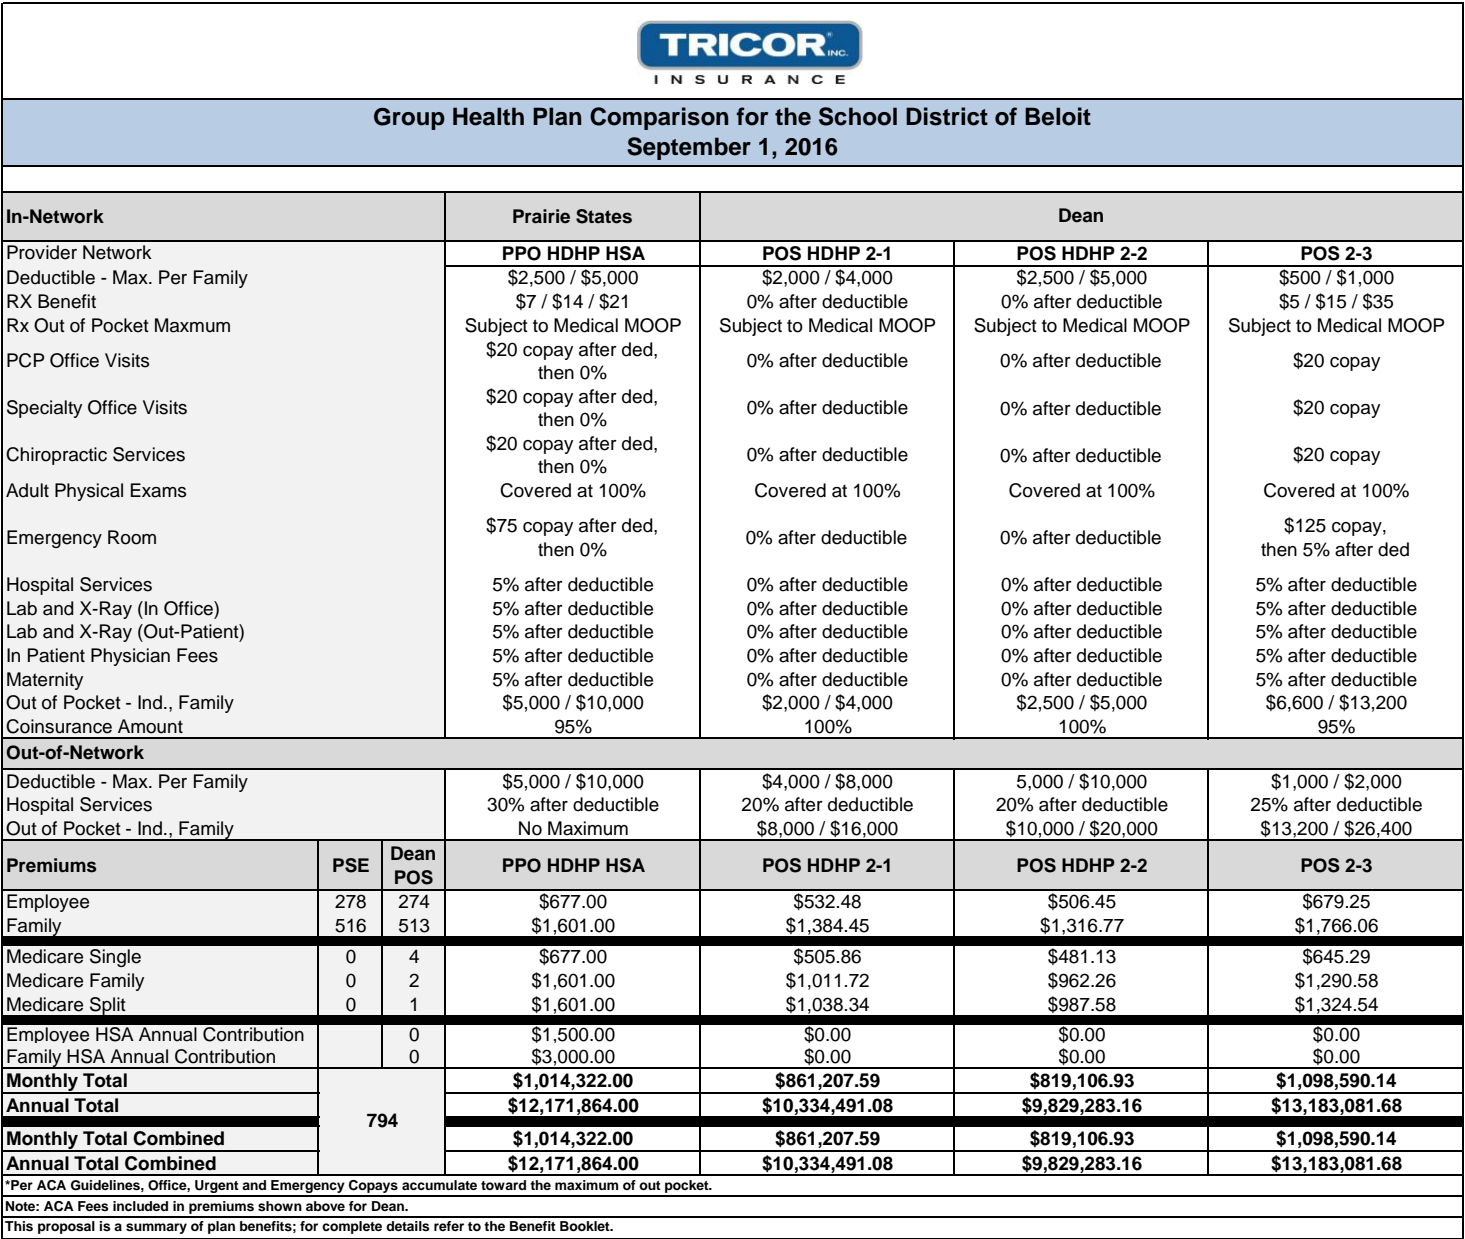 TRICOR® INC.
INSURANCE
Group Health Plan Comparison for the School District of Beloit
September 1, 2016
In-Network Prairie States Dean
Provider Network PPO HDHP HSA POS HDHP 2-1 POS HDHP 2-2 POS 2-3
Deductible - Max. Per Family $2,500 / $5,000 $2,000 / $4,000 $2,500 / $5,000 $500 / $1,000
RX Benefit $7 / $14 / $21 0% after deductible 0% after deductible $5 / $15 / $35
Rx Out of Pocket Maxmum Subject to Medical MOOP Subject to Medical MOOP Subject to Medical MOOP Subject to Medical MOOP
PCP Office Visits $20 copay after ded, then 0% 0% after deductible 0% after deductible $20 copay
Specialty Office Visits $20 copay after ded, then 0% 0% after deductible 0% after deductible $20 copay
Chiropractic Services $20 copay after ded, then 0% 0% after deductible 0% after deductible $20 copay
Adult Physical Exams Covered at 100% Covered at 100% Covered at 100% Covered at 100%
Emergency Room $75 copay after ded, then 0% 0% after deductible 0% after deductible $125 copay, then 5% after ded
Hospital Services 5% after deductible 0% after deductible 0% after deductible 5% after deductible
Lab and X-Ray (In Office) 5% after deductible 0% after deductible 0% after deductible 5% after deductible
Lab and X-Ray (Out-Patient) 5% after deductible 0% after deductible 0% after deductible 5% after deductible
In Patient Physician Fees 5% after deductible 0% after deductible 0% after deductible 5% after deductible
Maternity 5% after deductible 0% after deductible 0% after deductible 5% after deductible
Out of Pocket - Ind., Family $5,000 / $10,000 $2,000 / $4,000 $2,500 / $5,000 $6,600 / $13,200
Coinsurance Amount 95% 100% 100% 95%
Out-of-Network
Deductible - Max. Per Family $5,000 / $10,000 $4,000 / $8,000 5,000 / $10,000 $1,000 / $2,000
Hospital Services 30% after deductible 20% after deductible 20% after deductible 25% after deductible
Out of Pocket - Ind., Family No Maximum $8,000 / $16,000 $10,000 / $20,000 $13,200 / $26,400
Premiums PSE Dean POS PPO HDHP HSA POS HDHP 2-1 POS HDHP 2-2 POS 2-3
Employee 278 274 $677.00 $532.48 $506.45 $679.25
Family 516 513 $1,601.00 $1,384.45 $1,316.77 $1,766.06
Medicare Single 0 4 $677.00 $505.86 $481.13 $645.29
Medicare Family 0 2 $1,601.00 $1,011.72 $962.26 $1,290.58
Medicare Split 0 1 $1,601.00 $1,038.34 $987.58 $1,324.54
Employee HSA Annual Contribution 0 $1,500.00 $0.00 $0.00 $0.00
Family HSA Annual Contribution 0 $3,000.00 $0.00 $0.00 $0.00
Monthly Total $1,014,322.00 $861,207.59 $819,106.93 $1,098,590.14
Annual Total $12,171,864.00 $10,334,491.08 $9,829,283.16 $13,183,081.68
794
Monthly Total Combined $1,014,322.00 $861,207.59 $819,106.93 $1,098,590.14
Annual Total Combined $12,171,864.00 $10,334,491.08 $9,829,283.16 $13,183,081.68
*Per ACA Guidelines, Office, Urgent and Emergency Copays accumulate toward the maximum of out pocket.
Note: ACA Fees included in premiums shown above for Dean.
This proposal is a summary of plan benefits; for complete details refer to the Benefit Booklet.